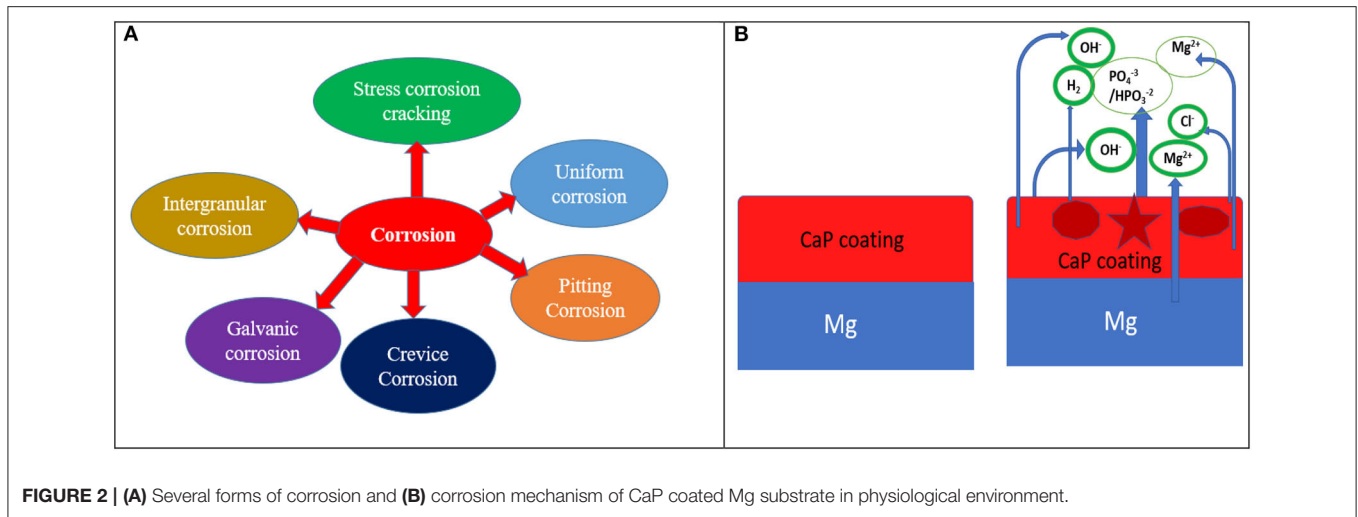 A
Stress corrosion
cracking
Uniform
corrosion
Intergranular
corrosion
Corrosion
Pitting
Corrosion
Galvanic
corrosion
Crevice
Corrosion
B
OH-
Mg2+
H2
PO4-3
/HPO3-2
Cl-
OH-
Mg2+
CaP coating
Mg
CaP coating
Mg
FIGURE 2 | (A) Several forms of corrosion and (B) corrosion mechanism of CaP coated Mg substrate in physiological environment.